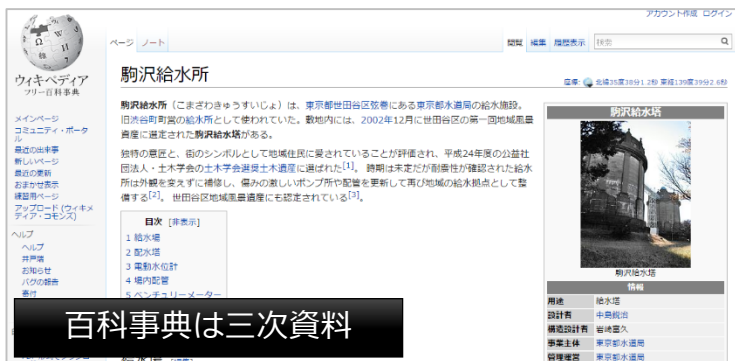 アカウント作成 ログイン
ページ ノート
閲覧 編集 履歴表示 検索
ウィキペディア
フリー百科事典
駒沢給水所
座標: 北緯35度38分1.2秒 東経139度39分2.6秒
メインページ
コミュニティ・ポータ
ル
最近の出来事
新しいページ
最近の更新
おまかせ表示
練習用ページ
アップロード (ウィキメ
ディア・コモンズ)
ヘルプ
ヘルプ
井戸端
お知らせ
バグの報告
寄付
駒沢給水所(こまざわきゅうすいじょ)は、東京都世田谷区弦巻にある東京都水道局の給水施設。
旧渋谷町町営の給水所として使われていた。敷地内には、2002年12月に世田谷区の第一回地域風景
資産に選定された駒沢給水塔がある。
独特の意匠と、街のシンボルとして地域住民に愛されていることが評価され、平成24年度の公益社
団法人・土木学会の土木学会選奨土木遺産に選ばれた[1]。 時期は未定だが耐震性が確認された給水
所は外観を変えずに補修し、傷みの激しいポンプ所や配管を更新して再び地域の給水拠点として整
備する[2]。 世田谷区地域風景遺産にも認定されている[3]。
目次 [非表示]
1 給水場
2 配水塔
3 電動水位計
4 場内配管
5 ベンチュリーメーター
駒沢給水塔
駒沢給水塔
情報
用途 給水塔
設計者 中島鋭治
構造設計者 岩崎富久
事業主体 東京都水道局
管理運営 東京都水道局
百科事典は三次資料